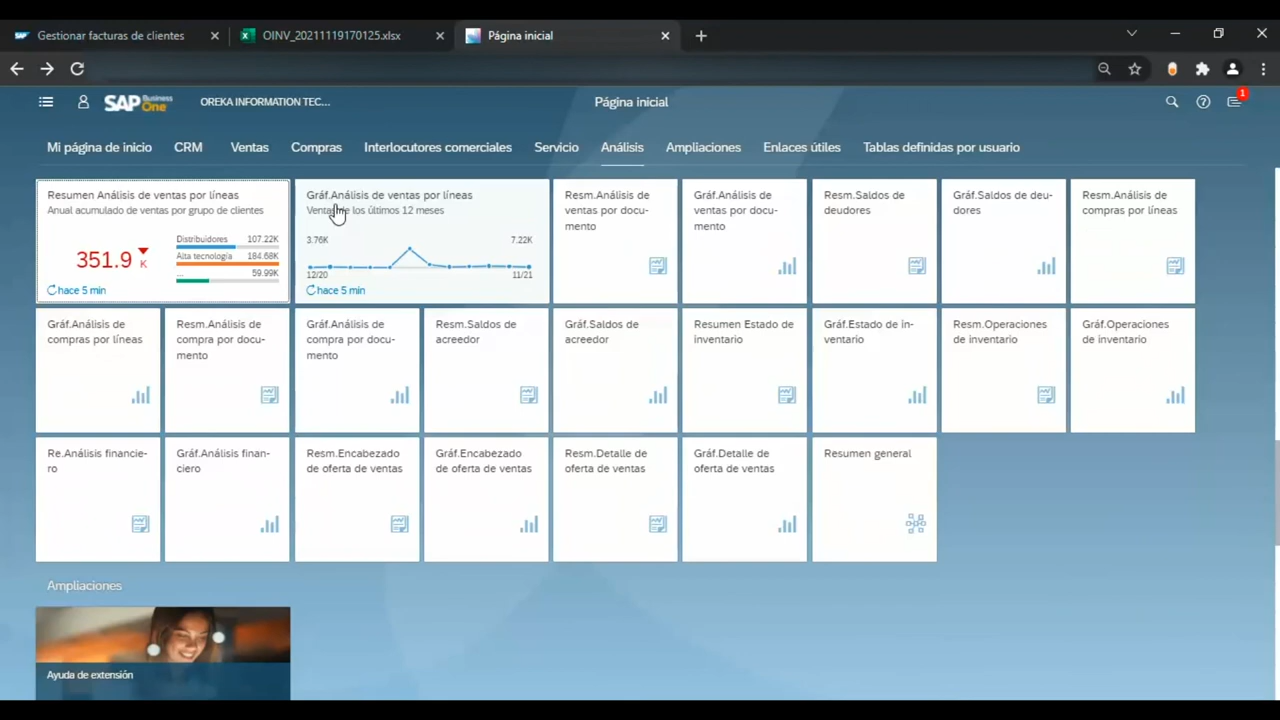 Gestionar facturas de clientes
OINV_20211119170125.xlsx
Página inicial
SAP Business One
OREKA INFORMATION TEC...
Página inicial
1
Mi página de inicio
CRM
Ventas
Compras
Interlocutores comerciales
Servicio
Análisis
Ampliaciones
Enlaces útiles
Tablas definidas por usuario
Resumen Análisis de ventas por líneas
Anual acumulado de ventas por grupo de clientes
351.9 K
Distribuidores 107.22K
Alta tecnología 184.68K
... 59.99K
hace 5 min
Gráf.Análisis de ventas por líneas
Ventas de los últimos 12 meses
3.76K
7.22K
12/20
11/21
hace 5 min
Resm.Análisis de
ventas por docu-
mento
Gráf.Análisis de
ventas por docu-
mento
Resm.Saldos de
deudores
Gráf.Saldos de deu-
dores
Resm.Análisis de
compras por líneas
Gráf.Análisis de
compras por líneas
Resm.Análisis de
compra por docu-
mento
Gráf.Análisis de
compra por docu-
mento
Resm.Saldos de
acreedor
Gráf.Saldos de
acreedor
Resumen Estado de
inventario
Gráf.Estado de in-
ventario
Resm.Operaciones
de inventario
Gráf.Operaciones
de inventario
Re.Análisis financie-
ro
Gráf.Análisis finan-
ciero
Resm.Encabezado
de oferta de ventas
Gráf.Encabezado
de oferta de ventas
Resm.Detalle de
oferta de ventas
Gráf.Detalle de
oferta de ventas
Resumen general
Ampliaciones
Ayuda de extensión